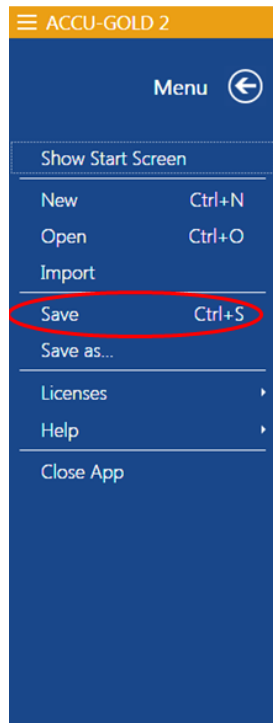 ACCU-GOLD 2
Menu
Show Start Screen
New Ctrl+N
Open Ctrl+O
Import
Save Ctrl+S
Save as...
Licenses
Help
Close App